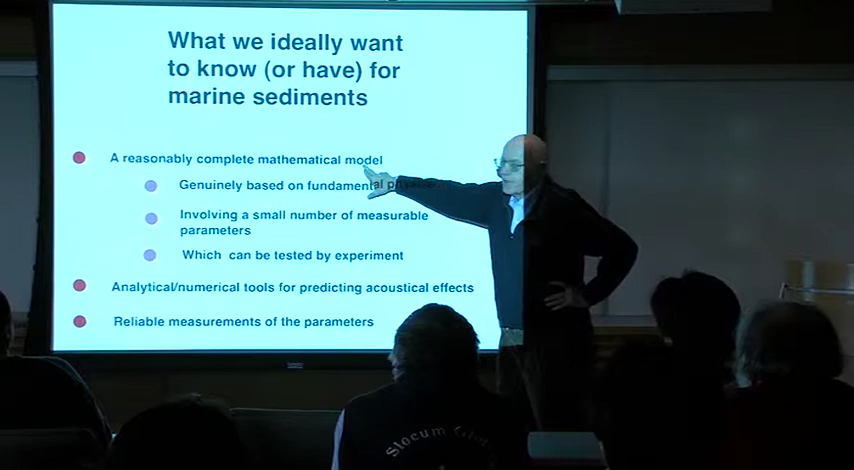 What we ideally want
to know (or have) for
marine sediments
A reasonably complete mathematical model
Genuinely based on fundamental
Involving a small number of measurable
parameters
Which can be tested by experiment
Analytical/numerical tools for predicting acoustical effects
Reliable measurements of the parameters
Slocum